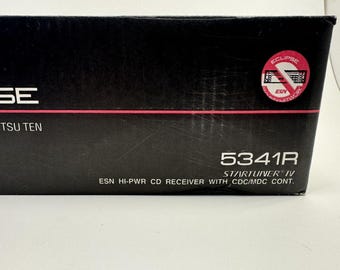 SE
ECLIPSE
ESN
TSU TEN
5341R
STARTUNER IV
ESN HI-PWR CD RECEIVER WITH CDC/MDC CONT.